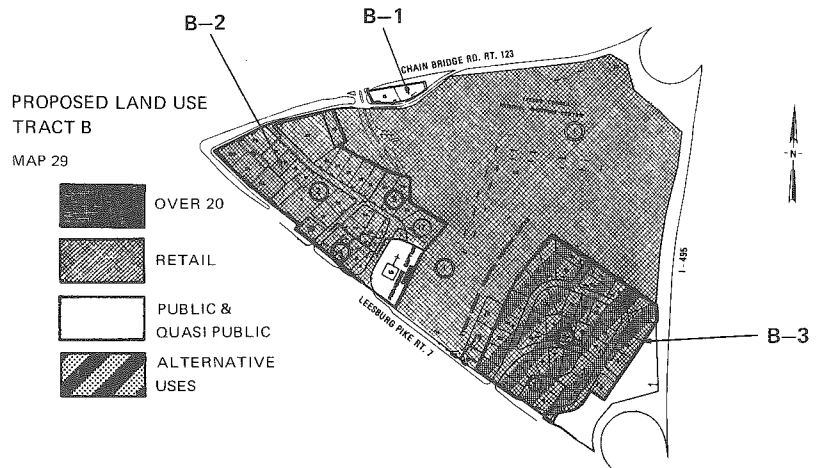 B-2
B-1
CHAIN BRIDGE RD. RT. 123
PROPOSED LAND USE
TRACT B
MAP 29
-N-
OVER 20
RETAIL
PUBLIC &
QUASI PUBLIC
ALTERNATIVE
USES
I-495
LEESBURG PIKE RT. 7
B-3